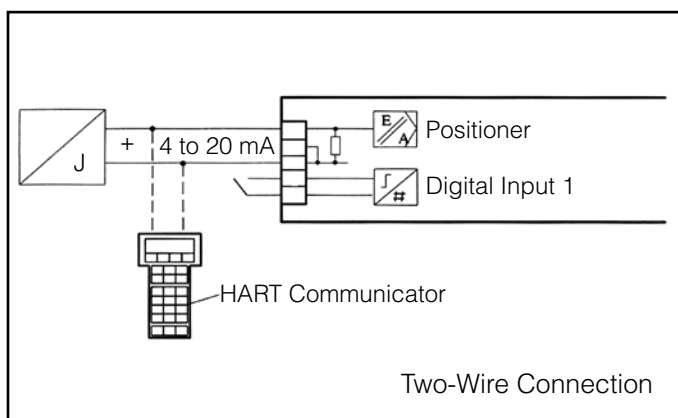 J
+ 4 to 20 mA
E
A
Positioner
#
Digital Input 1
HART Communicator
Two-Wire Connection